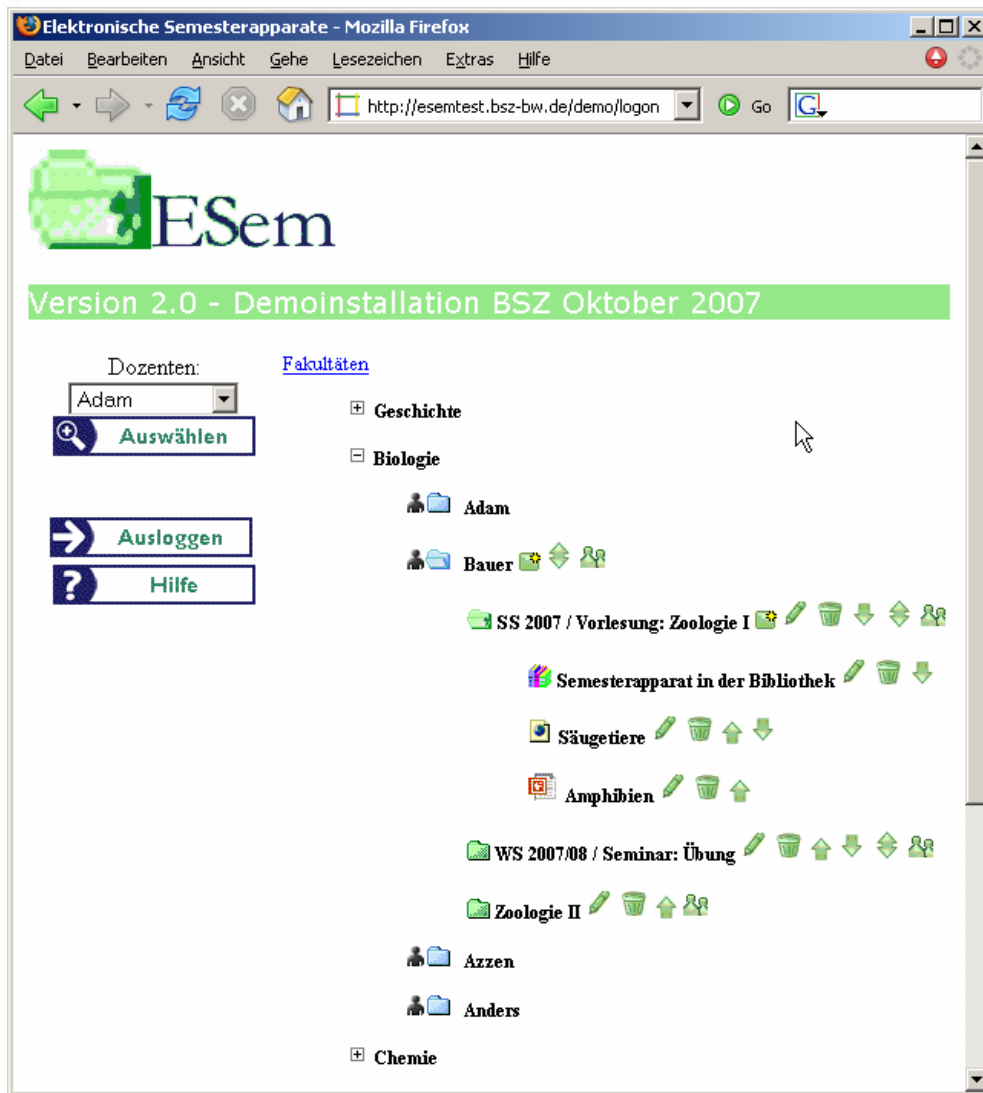 Elektronische Semesterapparate - Mozilla Firefox
Datei Bearbeiten Ansicht Gehe Lesezeichen Extras Hilfe
http://esemtest.bsz-bw.de/demo/logon Go G
ESem
Version 2.0 - Demoinstallation BSZ Oktober 2007
Dozenten:
Adam
Auswählen
Ausloggen
? Hilfe
Fakultäten
Geschichte
Biologie
Adam
Bauer
SS 2007 / Vorlesung: Zoologie I
Semesterapparat in der Bibliothek
Säugetiere
Amphibien
WS 2007/08 / Seminar: Übung
Zoologie II
Azzen
Anders
Chemie